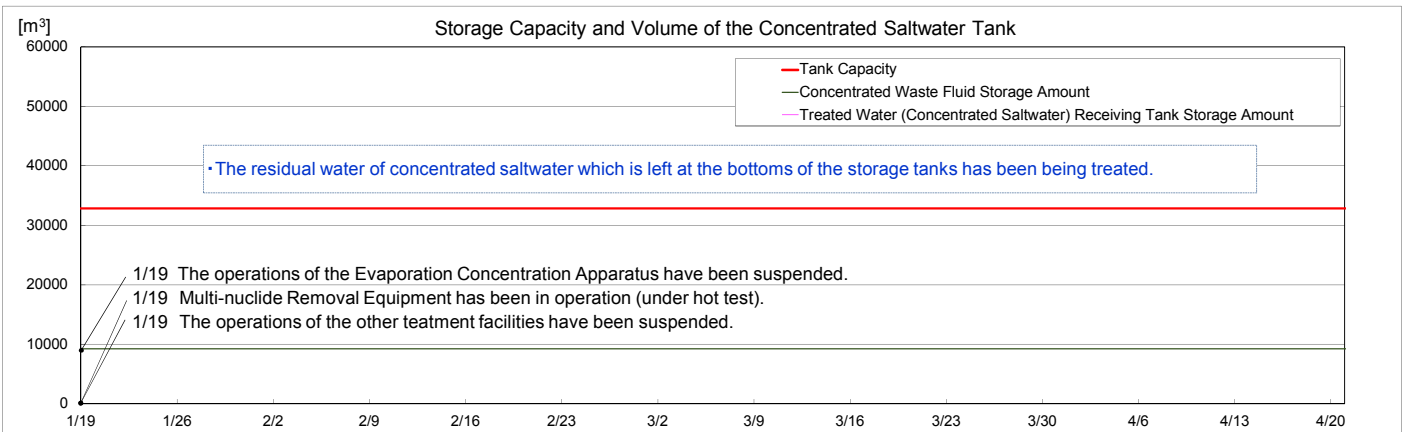 [m³]
Storage Capacity and Volume of the Concentrated Saltwater Tank
60000
Tank Capacity
Concentrated Waste Fluid Storage Amount
Treated Water (Concentrated Saltwater) Receiving Tank Storage Amount
50000
40000
・The residual water of concentrated saltwater which is left at the bottoms of the storage tanks has been being treated.
30000
20000
1/19 The operations of the Evaporation Concentration Apparatus have been suspended.
1/19 Multi-nuclide Removal Equipment has been in operation (under hot test).
1/19 The operations of the other teatment facilities have been suspended.
10000
0
1/19 1/26 2/2 2/9 2/16 2/23 3/2 3/9 3/16 3/23 3/30 4/6 4/13 4/20